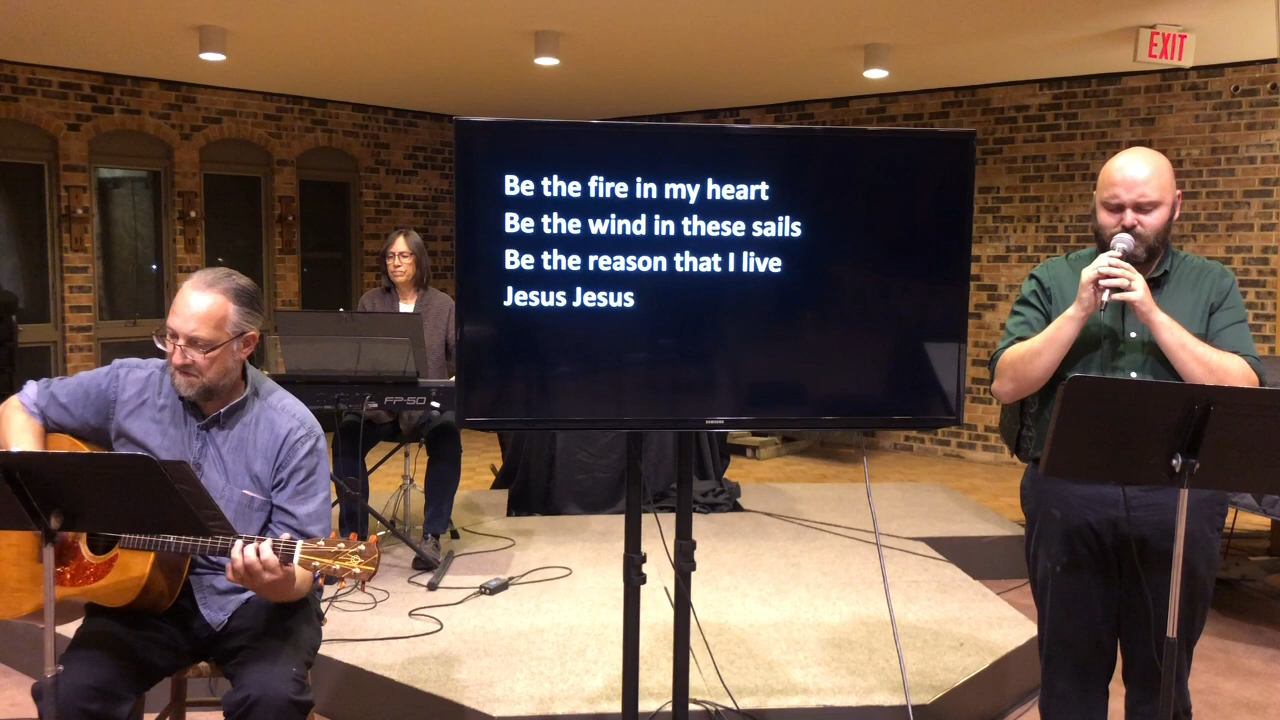 EXIT
Be the fire in my heart
Be the wind in these sails
Be the reason that I live
Jesus Jesus
SAMSUNG
FP-50